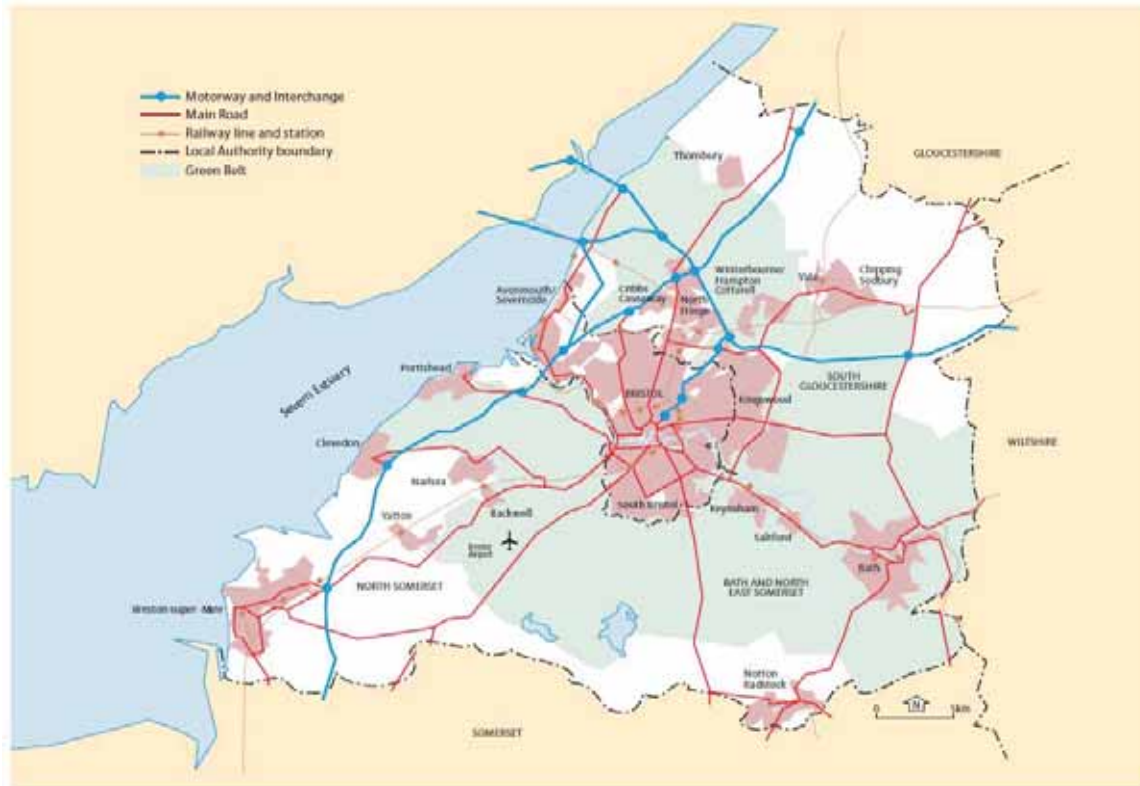 Motorway and Interchange
Main Road
Railway line and station
Local Authority boundary
Green Belt
GLOUCESTERSHIRE
Thornbury
Winterbourne/
Hampton
Cotterell
Yate
Chipping
Sodbury
Avonmouth/
Severnside
Cribbs
Causeway
North
Fringe
Portishead
Severn Estuary
BRISTOL
Kingswood
SOUTH
GLOUCESTERSHIRE
WILTSHIRE
Clevedon
Nailsea
Backwell
Yatton
South Bristol
Keynsham
Saltford
Bath
Bristol
Airport
NORTH SOMERSET
BATH AND NORTH
EAST SOMERSET
Weston-super-Mare
Norton
Radstock
N
0 5km
SOMERSET